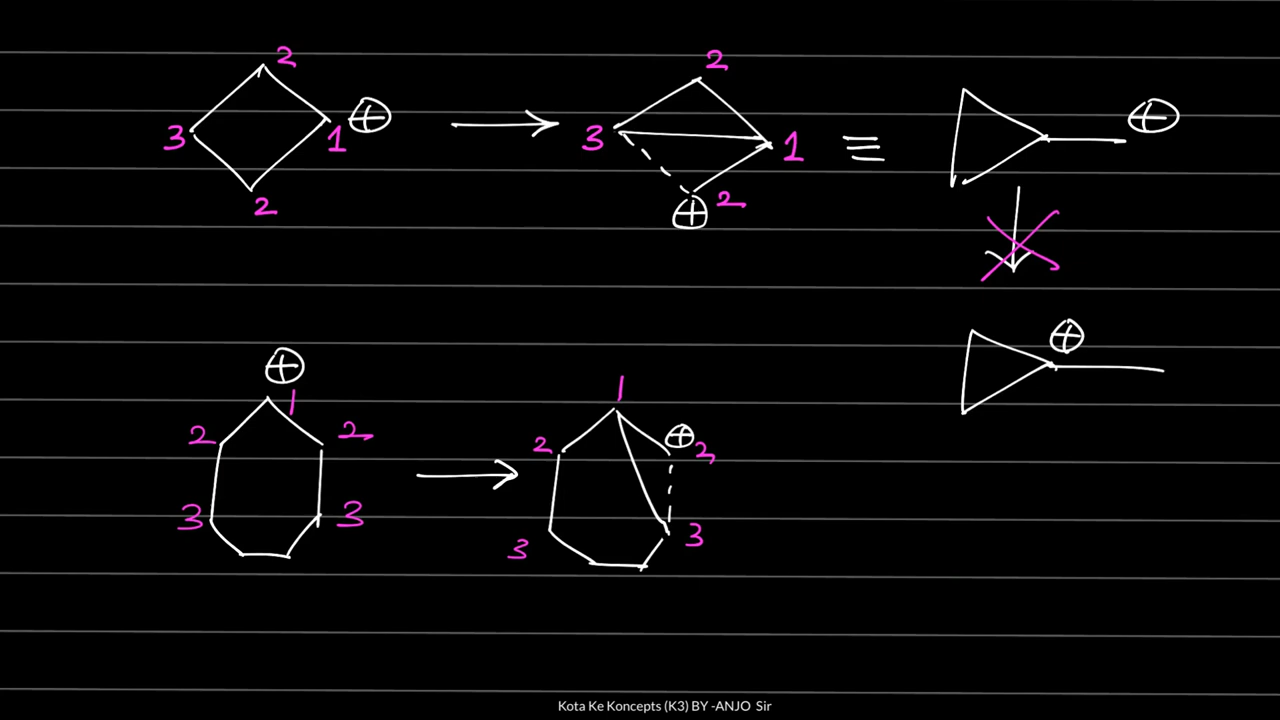 2 2
3 1 ⊕ → 3 1 ≡ ⊕
2 ⊕ 2
⊕ ⊕
1 1
2 2 → 2 ⊕ 2
3 3 3 3
Kota Ke Koncepts (K3) BY -ANJO Sir